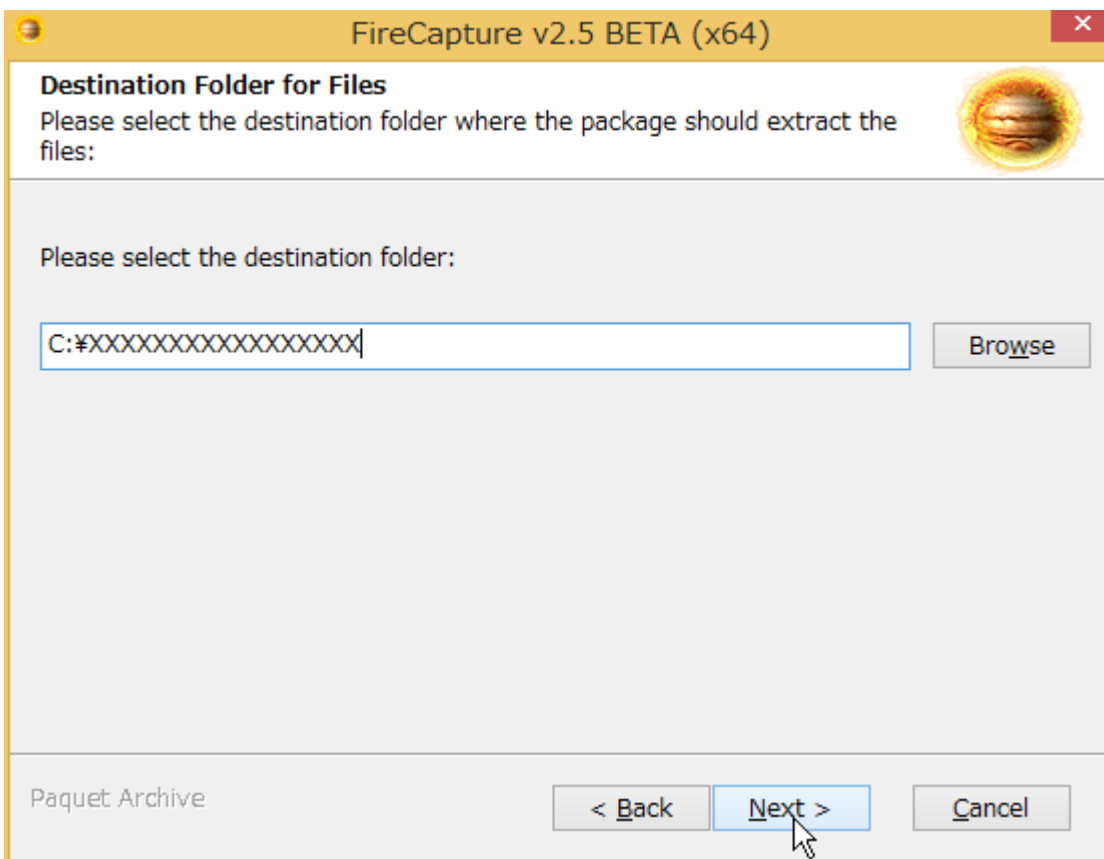 FireCapture v2.5 BETA (x64)
Destination Folder for Files
Please select the destination folder where the package should extract the
files:
Please select the destination folder:
C:¥XXXXXXXXXXXXXXXXX
Browse
Paquet Archive
< Back
Next >
Cancel